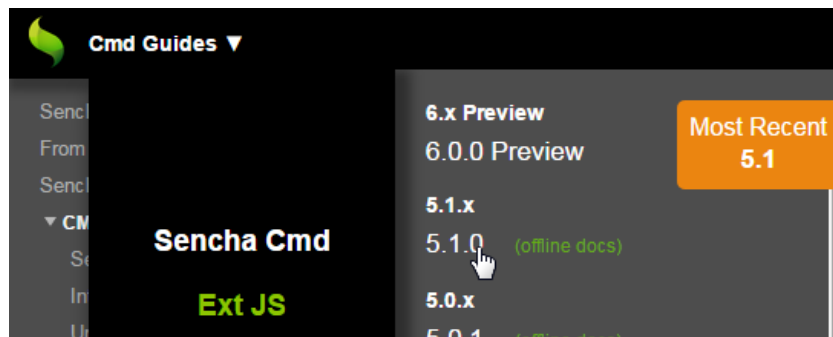 Cmd Guides ▼
From
Sencha Cmd
Ext JS
6.x Preview
6.0.0 Preview
5.1.x
5.1.0 (offline docs)
5.0.x
Most Recent
5.1